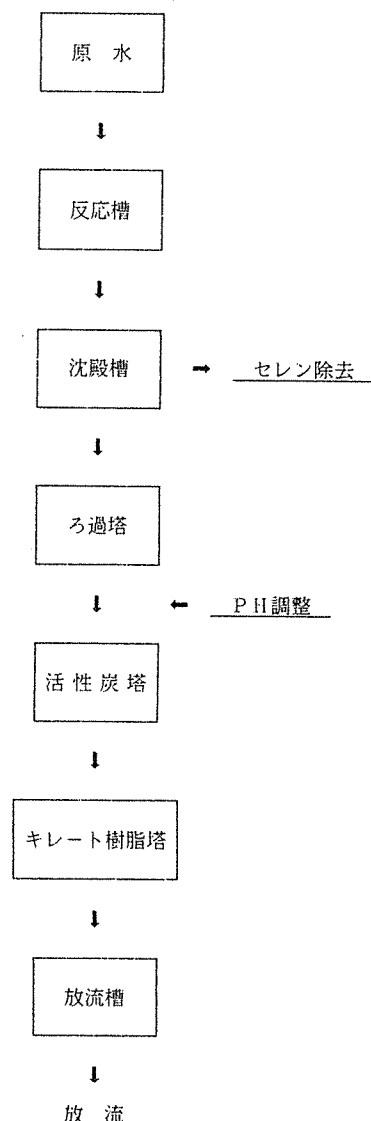 原 水
反応槽
沈殿槽
セレン除去
ろ過塔
PH調整
活性炭塔
キレート樹脂塔
放流槽
放 流